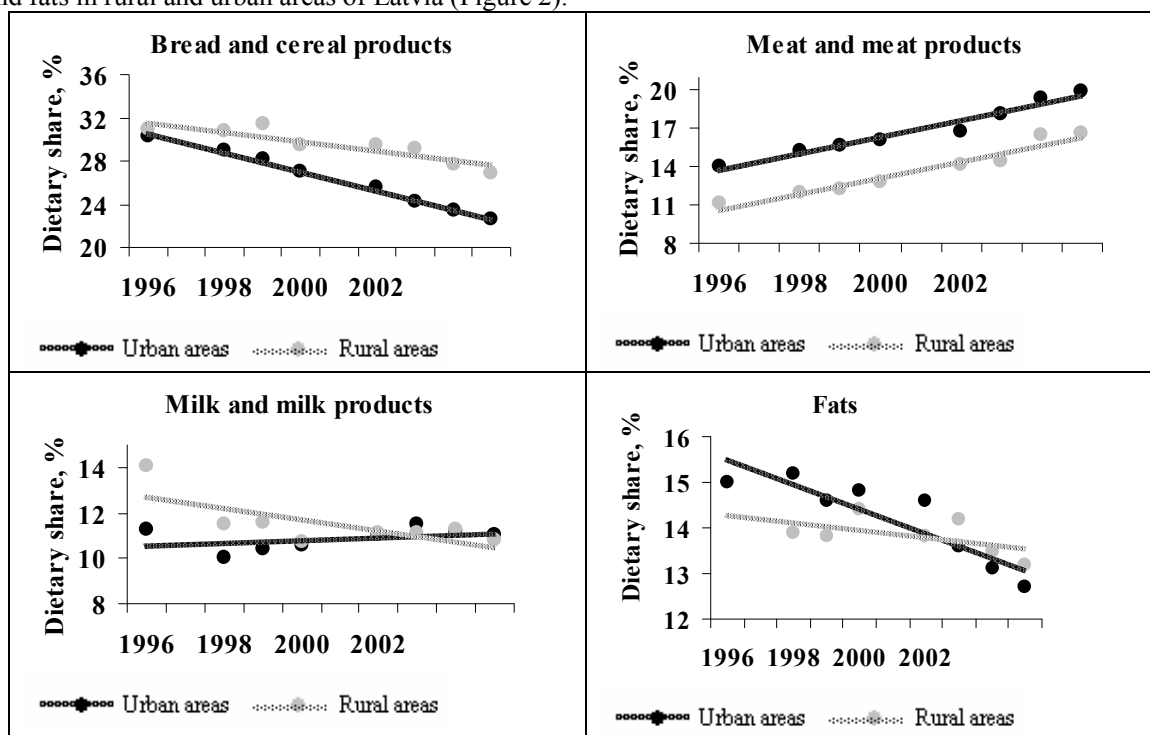 nd fats in rural and urban areas of Latvia (Figure 2).
Bread and cereal products
Dietary share, %
36
32
28
24
20
1996 1998 2000 2002
Urban areas Rural areas
Meat and meat products
Dietary share, %
20
17
14
11
8
1996 1998 2000 2002
Urban areas Rural areas
Milk and milk products
Dietary share, %
14
12
10
8
1996 1998 2000 2002
Urban areas Rural areas
Fats
Dietary share, %
16
15
14
13
12
1996 1998 2000 2002
Urban areas Rural areas